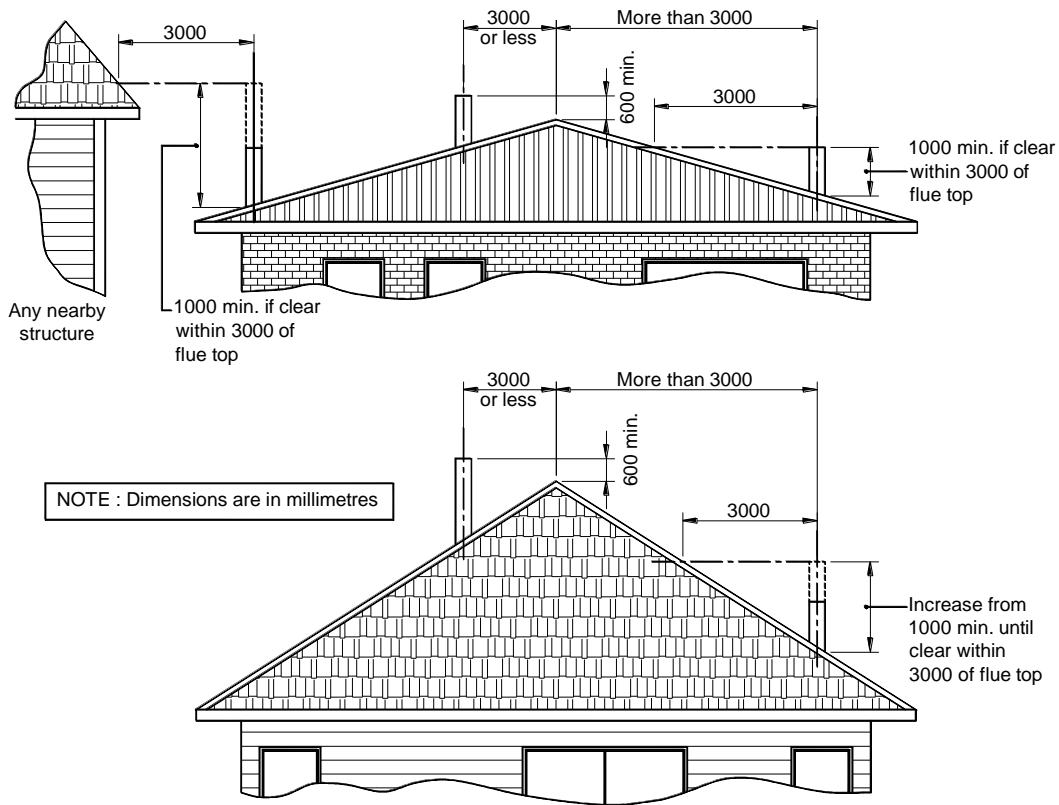 3000
3000
or less
More than 3000
600 min.
3000
1000 min. if clear
within 3000 of
flue top
Any nearby
structure
1000 min. if clear
within 3000 of
flue top
3000
or less
More than 3000
600 min.
NOTE : Dimensions are in millimetres
3000
Increase from
1000 min. until
clear within
3000 of flue top